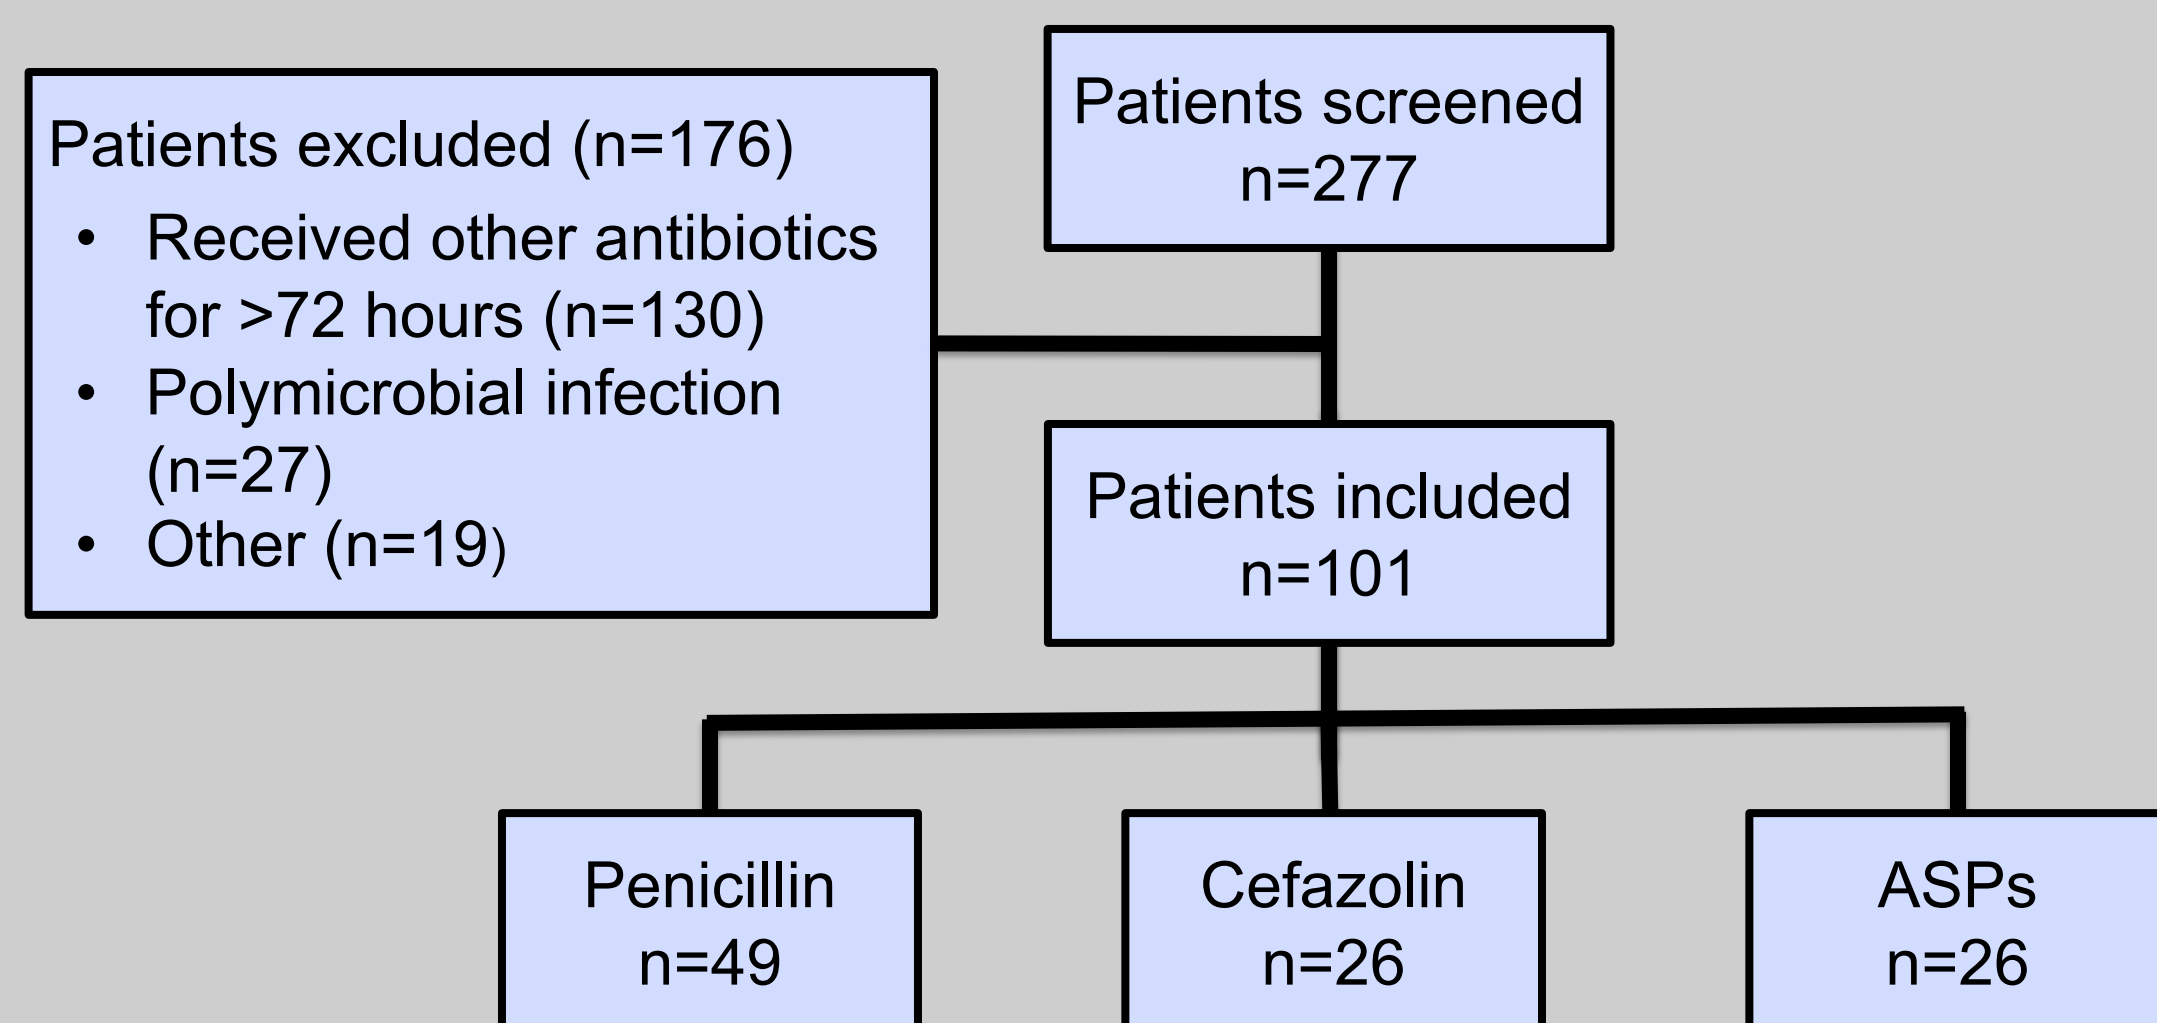 Patients screened
n=277
Patients excluded (n=176)
• Received other antibiotics
for >72 hours (n=130)
• Polymicrobial infection
(n=27)
• Other (n=19)
Patients included
n=101
Penicillin
n=49
Cefazolin
n=26
ASPs
n=26